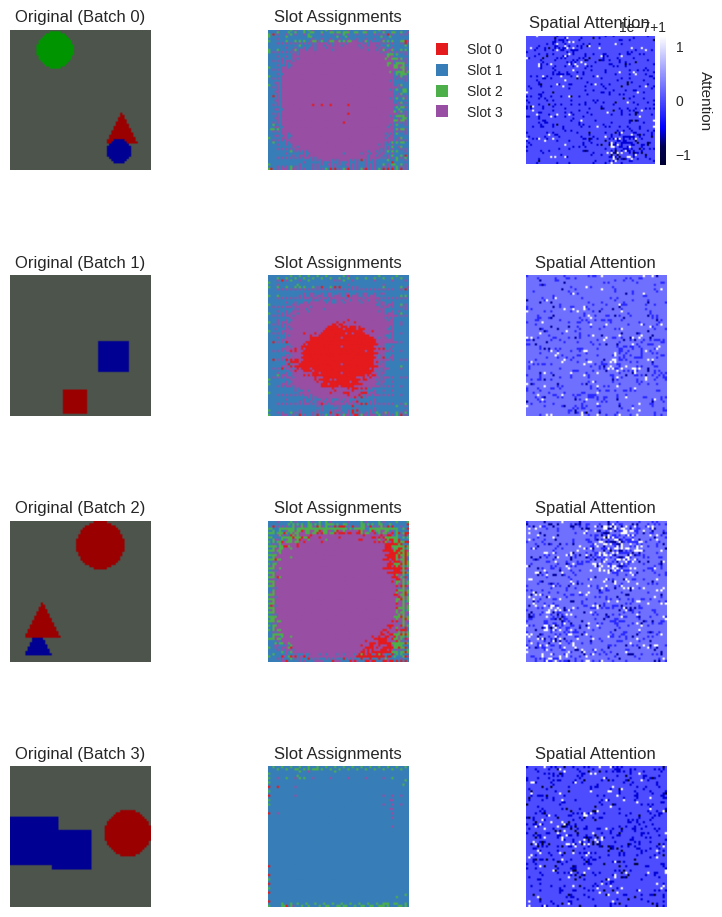 Original (Batch 0)
Slot Assignments
Slot 0
Slot 1
Slot 2
Slot 3
Spatial Attention
1e−7+1
1
0
−1
Attention
Original (Batch 1)
Slot Assignments
Spatial Attention
Original (Batch 2)
Slot Assignments
Spatial Attention
Original (Batch 3)
Slot Assignments
Spatial Attention